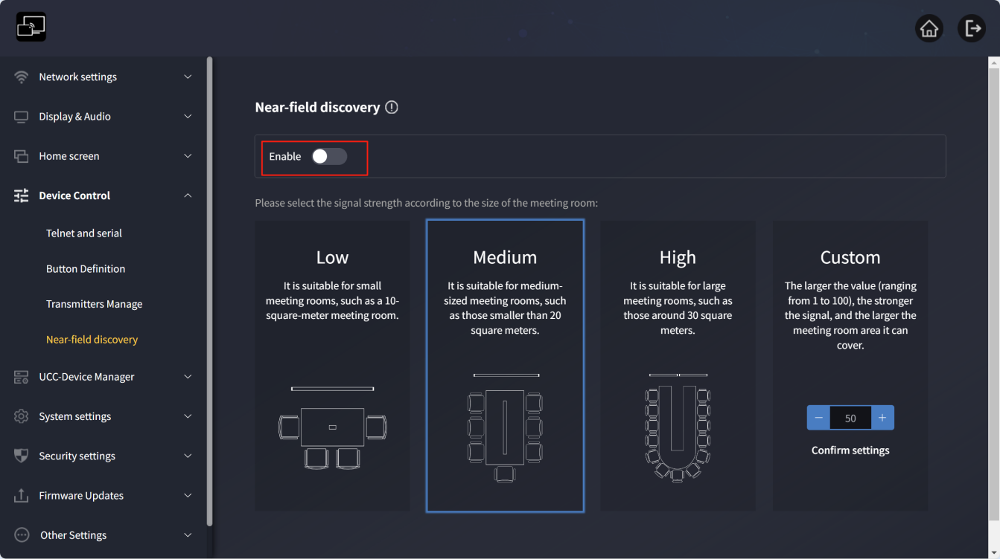 Network settings
Display & Audio
Home screen
Device Control
Telnet and serial
Button Definition
Transmitters Manage
Near-field discovery
UCC-Device Manager
System settings
Security settings
Firmware Updates
Other Settings
Near-field discovery
Enable
Please select the signal strength according to the size of the meeting room:
Low
It is suitable for small
meeting rooms, such as a 10-
square-meter meeting room.
Medium
It is suitable for medium-
sized meeting rooms, such
as those smaller than 20
square meters.
High
It is suitable for large
meeting rooms, such as
those around 30 square
meters.
Custom
The larger the value (ranging
from 1 to 100), the stronger
the signal, and the larger the
meeting room area it can
cover.
50
Confirm settings